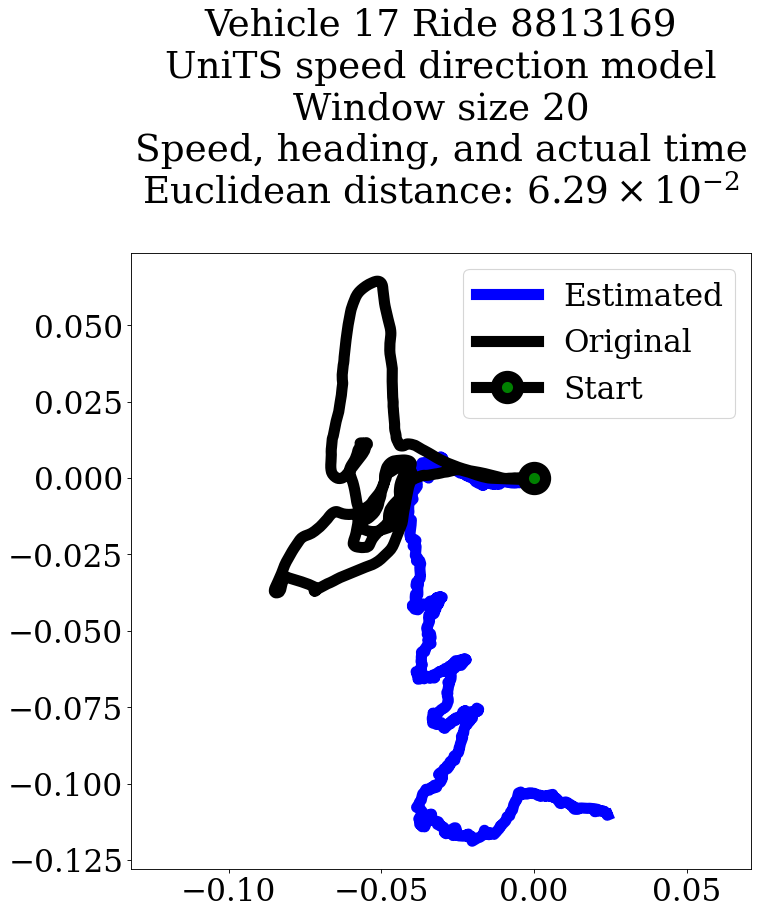 Vehicle 17 Ride 8813169
UniTS speed direction model
Window size 20
Speed, heading, and actual time
Euclidean distance: 6.29 × 10⁻²
Estimated
Original
Start
0.050
0.025
0.000
−0.025
−0.050
−0.075
−0.100
−0.125
−0.10 −0.05 0.00 0.05